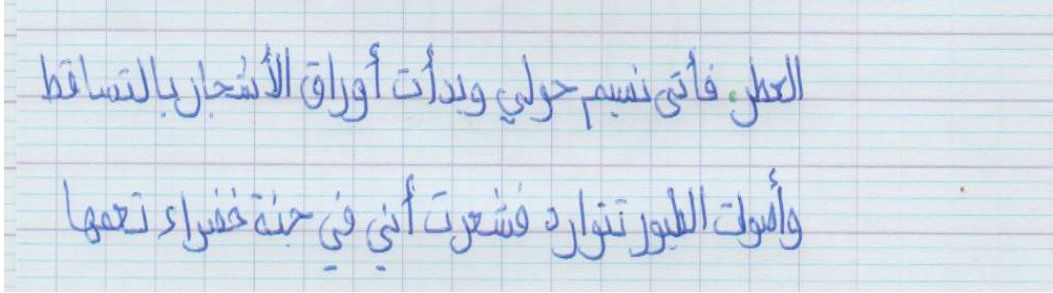 العطر. فأتى نسيم حولي وبدأت أوراق الأشجار بالتساقط
وأصوات الطيور تتوارد فشعرت أني في جنة خضراء تعمها